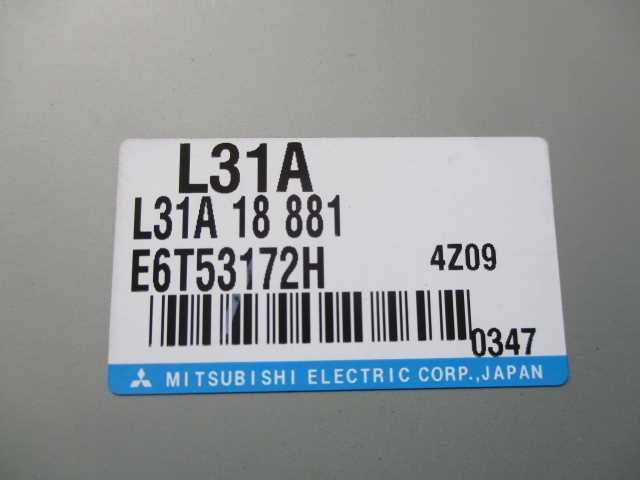 L31A
L31A 18 881
E6T53172H 4Z09
0347
MITSUBISHI ELECTRIC CORP.,JAPAN